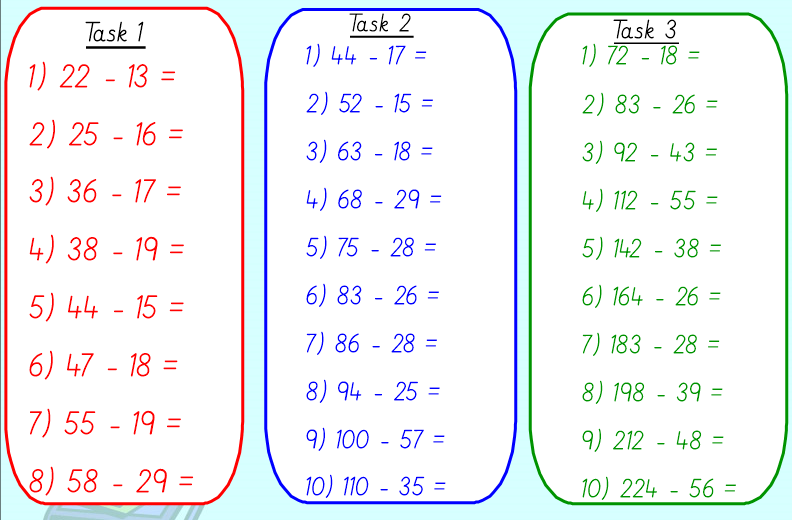 Task 1
1) 22 - 13 =
2) 25 - 16 =
3) 36 - 17 =
4) 38 - 19 =
5) 44 - 15 =
6) 47 - 18 =
7) 55 - 19 =
8) 58 - 29 =
Task 2
1) 44 - 17 =
2) 52 - 15 =
3) 63 - 18 =
4) 68 - 29 =
5) 75 - 28 =
6) 83 - 26 =
7) 86 - 28 =
8) 94 - 25 =
9) 100 - 57 =
10) 110 - 35 =
Task 3
1) 72 - 18 =
2) 83 - 26 =
3) 92 - 43 =
4) 112 - 55 =
5) 142 - 38 =
6) 164 - 26 =
7) 183 - 28 =
8) 198 - 39 =
9) 212 - 48 =
10) 224 - 56 =